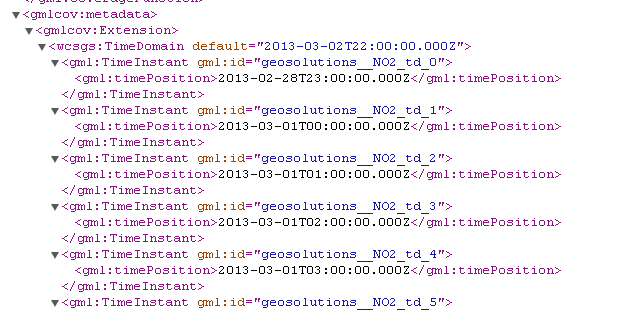 ▼<gmlcov:metadata>
▼<gmlcov:Extension>
▼<wcsgs:TimeDomain default="2013-03-02T22:00:00.000Z">
▼<gml:TimeInstant gml:id="geosolutions__NO2_td_0">
<gml:timePosition>2013-02-28T23:00:00.000Z</gml:timePosition>
</gml:TimeInstant>
▼<gml:TimeInstant gml:id="geosolutions__NO2_td_1">
<gml:timePosition>2013-03-01T00:00:00.000Z</gml:timePosition>
</gml:TimeInstant>
▼<gml:TimeInstant gml:id="geosolutions__NO2_td_2">
<gml:timePosition>2013-03-01T01:00:00.000Z</gml:timePosition>
</gml:TimeInstant>
▼<gml:TimeInstant gml:id="geosolutions__NO2_td_3">
<gml:timePosition>2013-03-01T02:00:00.000Z</gml:timePosition>
</gml:TimeInstant>
▼<gml:TimeInstant gml:id="geosolutions__NO2_td_4">
<gml:timePosition>2013-03-01T03:00:00.000Z</gml:timePosition>
</gml:TimeInstant>
▼<gml:TimeInstant gml:id="geosolutions__NO2_td_5">